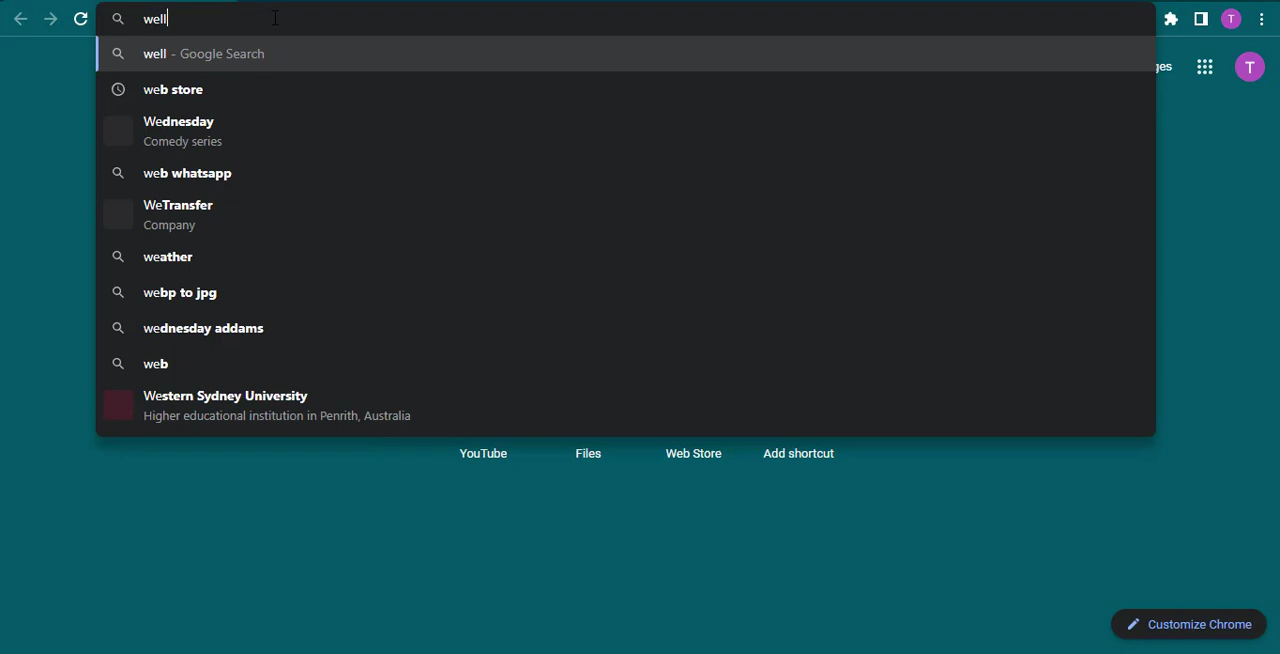 well
well - Google Search
web store
Wednesday
Comedy series
web whatsapp
WeTransfer
Company
weather
webp to jpg
wednesday addams
web
Western Sydney University
Higher educational institution in Penrith, Australia
T
ges
T
YouTube Files Web Store Add shortcut
Customize Chrome